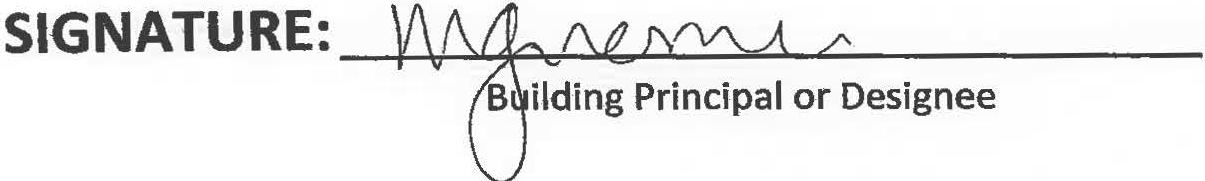 SIGNATURE:
Building Principal or Designee